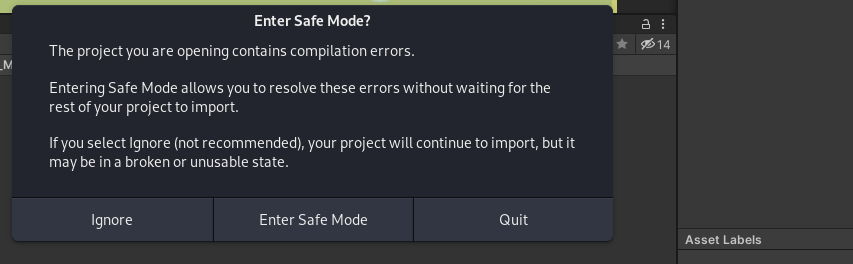 Enter Safe Mode?
The project you are opening contains compilation errors.
Entering Safe Mode allows you to resolve these errors without waiting for the
rest of your project to import.
If you select Ignore (not recommended), your project will continue to import, but it
may be in a broken or unusable state.
Ignore
Enter Safe Mode
Quit
14
_M
Asset Labels